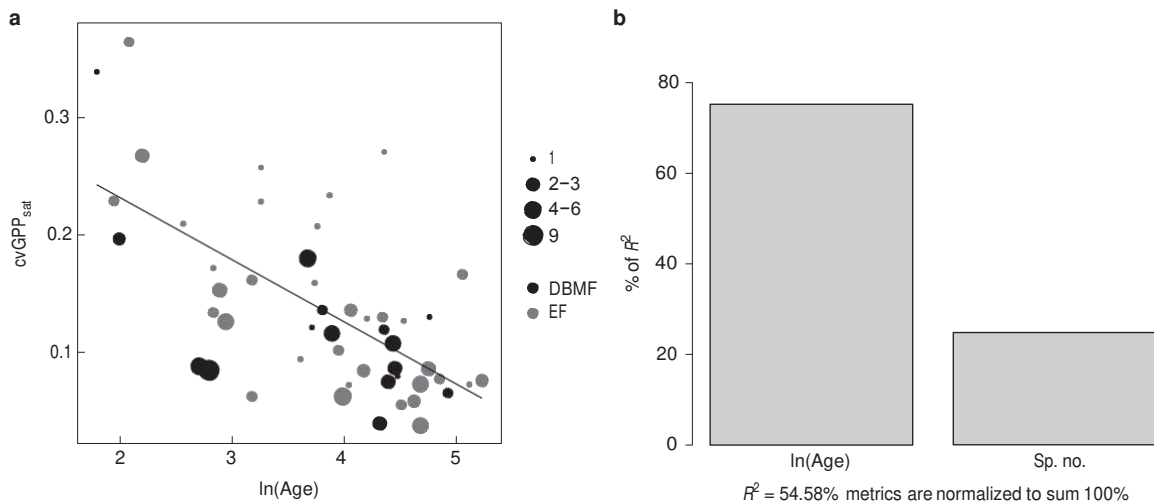 a
cvGPPsat
0.3
0.2
0.1
2 3 4 5
ln(Age)
1
2–3
4–6
9
DBMF
EF
b
% of R²
80
60
40
20
0
ln(Age) Sp. no.
R² = 54.58% metrics are normalized to sum 100%